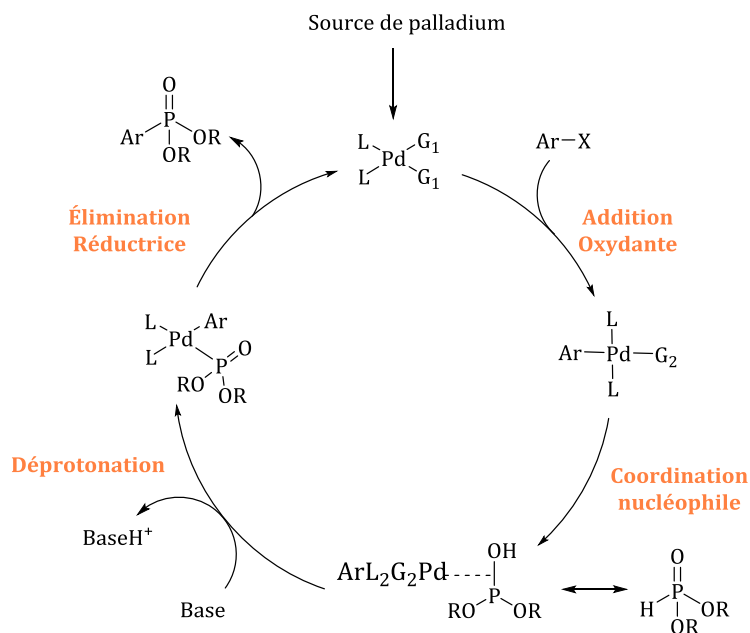 Source de palladium
O
Ar P OR
OR
L G₁
Pd
L G₁
Ar X
Élimination
Réductrice
Addition
Oxydante
L
Ar Pd G₂
L
L Ar
Pd
L P O
RO OR
Déprotonation
Coordination
nucléophile
BaseH⁺
Base
ArL₂G₂Pd
OH
P
RO OR
O
H P OR
OR